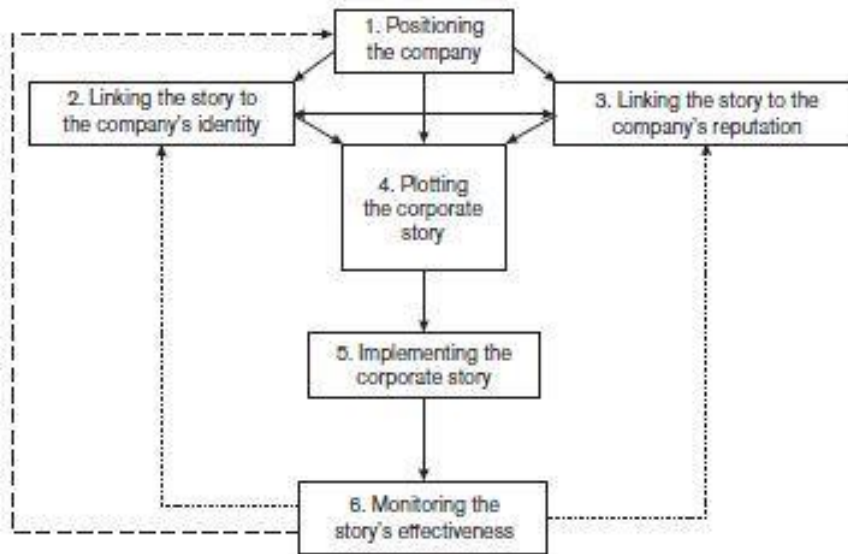 1. Positioning
the company
2. Linking the story to
the company's identity
3. Linking the story to the
company's reputation
4. Plotting
the corporate
story
5. Implementing the
corporate story
6. Monitoring the
story's effectiveness